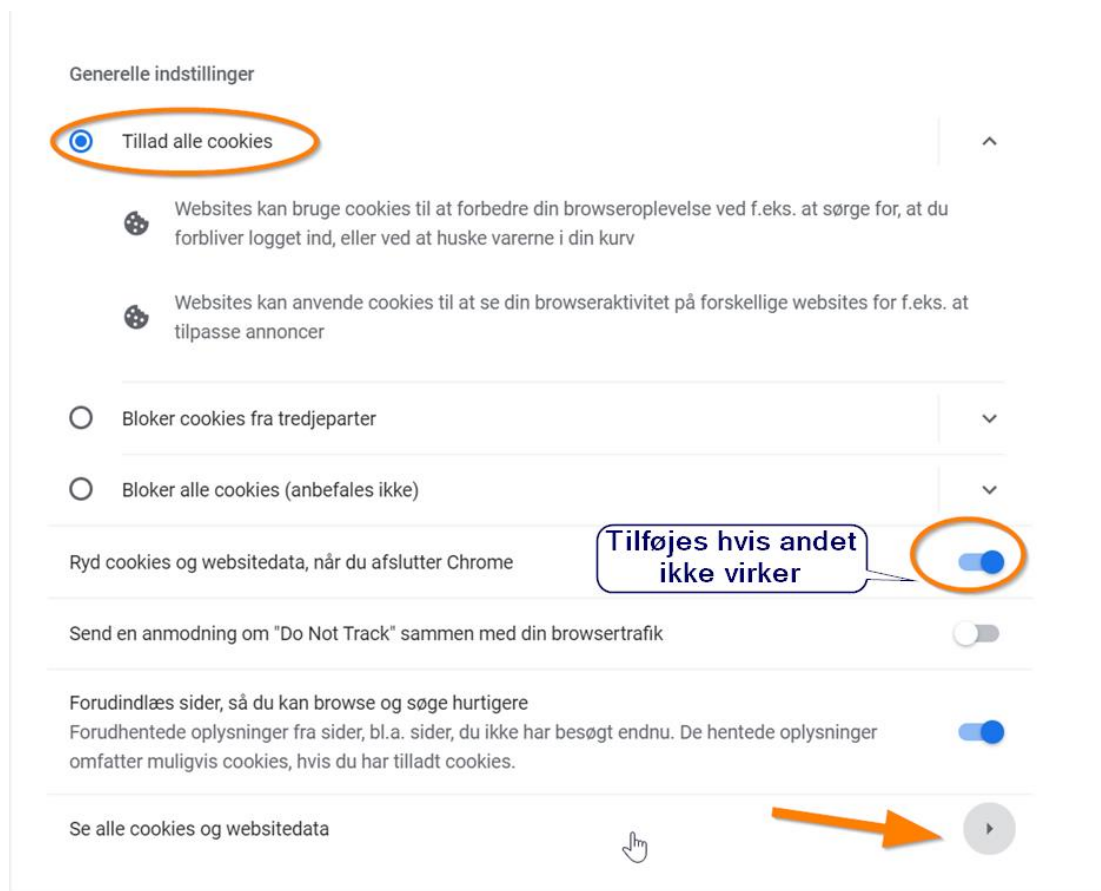 Generelle indstillinger
Tillad alle cookies
Websites kan bruge cookies til at forbedre din browseroplevelse ved f.eks. at sørge for, at du
forbliver logget ind, eller ved at huske varerne i din kurv
Websites kan anvende cookies til at se din browseraktivitet på forskellige websites for f.eks. at
tilpasse annoncer
Bloker cookies fra tredjeparter
Bloker alle cookies (anbefales ikke)
Ryd cookies og websitedata, når du afslutter Chrome
Tilføjes hvis andet
ikke virker
Send en anmodning om "Do Not Track" sammen med din browsertrafik
Forudindlæs sider, så du kan browse og søge hurtigere
Forudhentede oplysninger fra sider, bl.a. sider, du ikke har besøgt endnu. De hentede oplysninger
omfatter muligvis cookies, hvis du har tilladt cookies.
Se alle cookies og websitedata